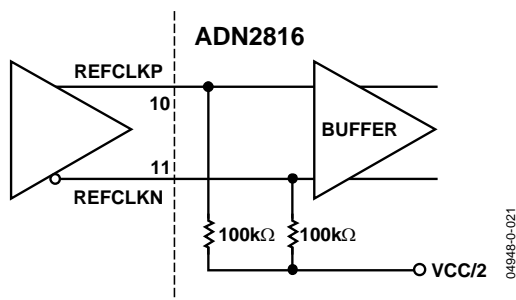 ADN2816
REFCLKP
10
BUFFER
11
REFCLKN
100kΩ
100kΩ
VCC/2
04948-0-021